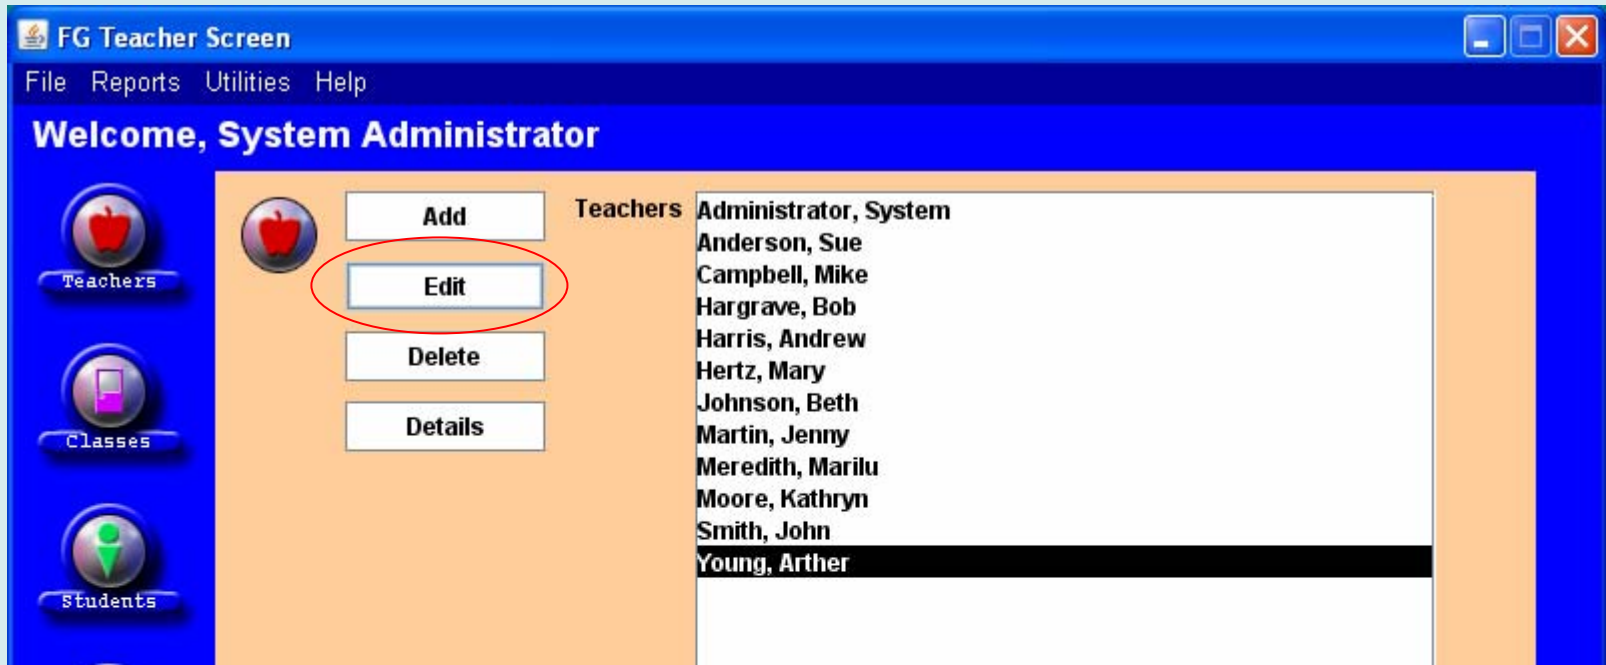 FG Teacher Screen
File Reports Utilities Help
Welcome, System Administrator
Teachers
Classes
Students
Add
Edit
Delete
Details
Teachers
Administrator, System
Anderson, Sue
Campbell, Mike
Hargrave, Bob
Harris, Andrew
Hertz, Mary
Johnson, Beth
Martin, Jenny
Meredith, Marilu
Moore, Kathryn
Smith, John
Young, Arther